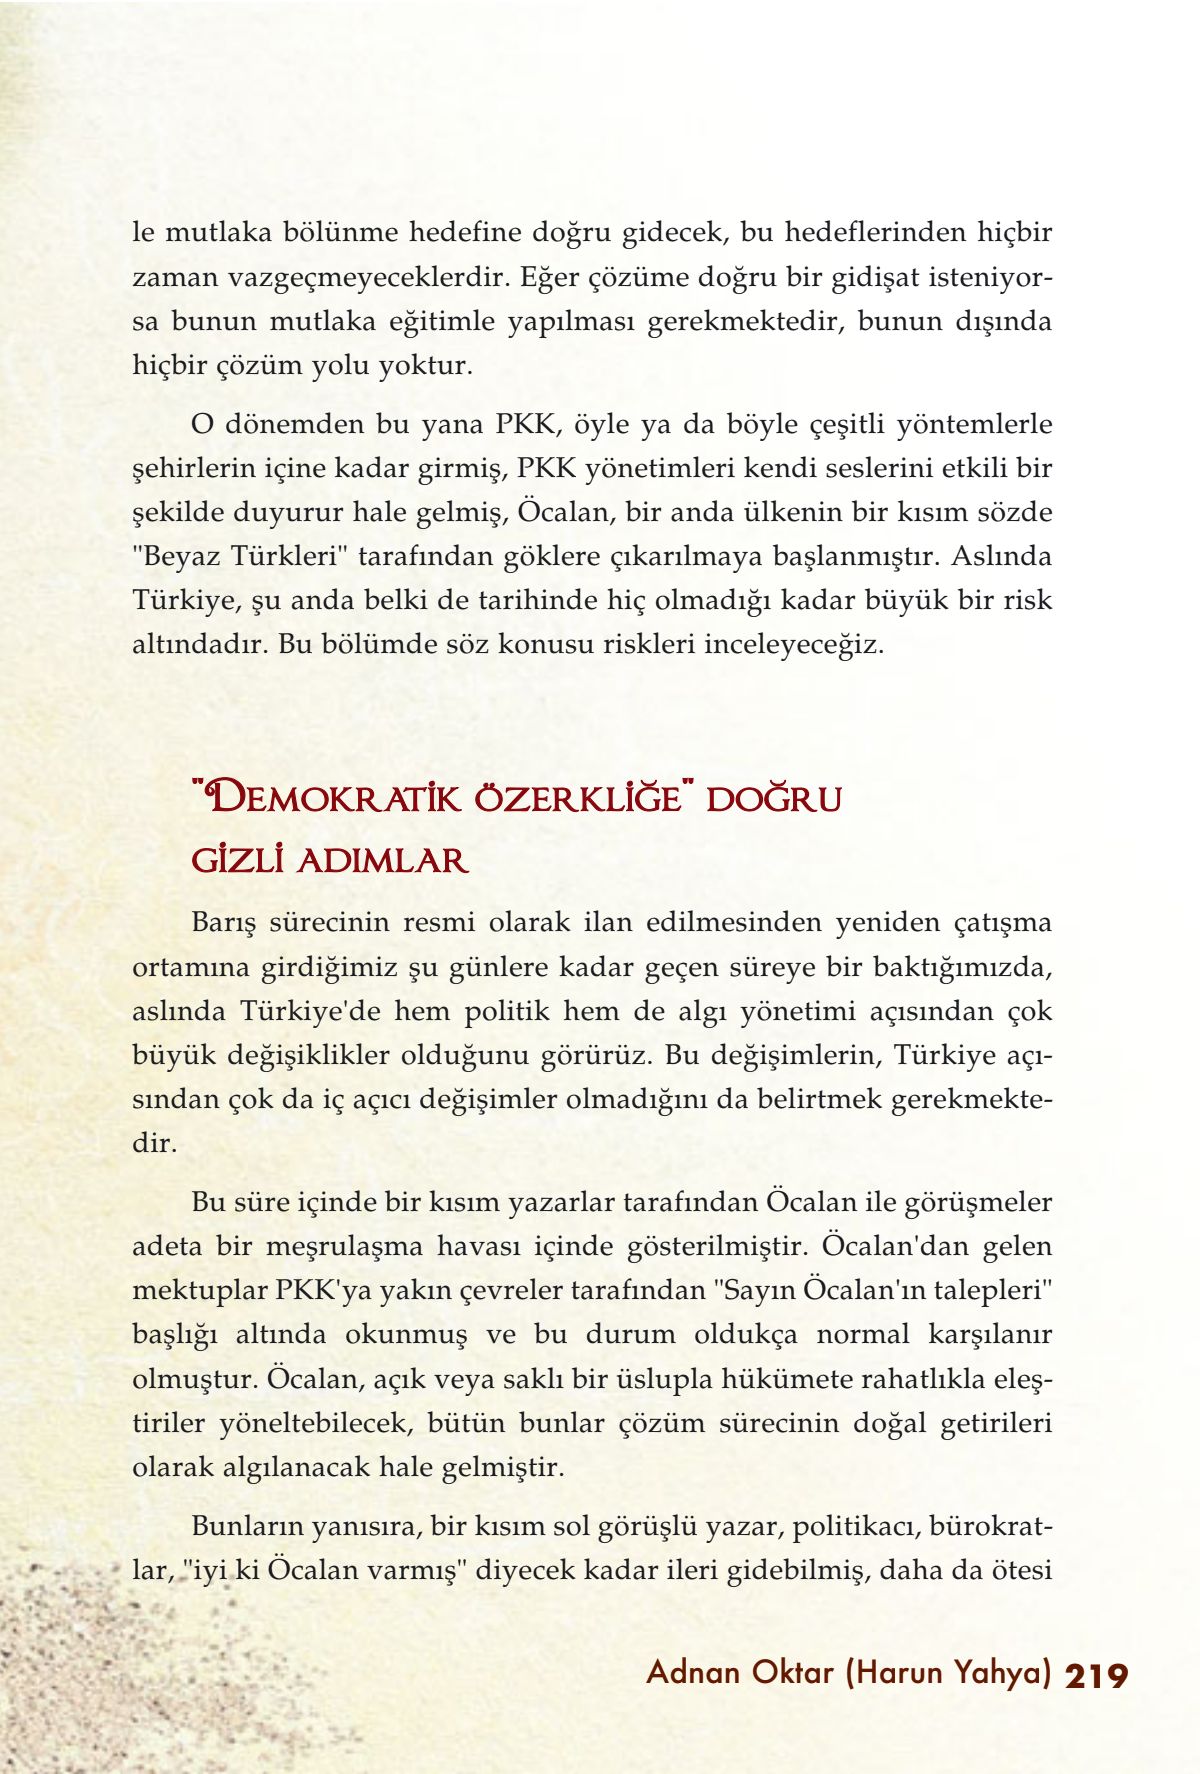 le mutlaka bölünme hedefine doğru gidecek, bu hedeflerinden hiçbir
zaman vazgeçmeyeceklerdir. Eğer çözüme doğru bir gidişat isteniyor-
sa bunun mutlaka eğitimle yapılması gerekmektedir, bunun dışında
hiçbir çözüm yolu yoktur.
O dönemden bu yana PKK, öyle ya da böyle çeşitli yöntemlerle
şehirlerin içine kadar girmiş, PKK yönetimleri kendi seslerini etkili bir
şekilde duyurur hale gelmiş, Öcalan, bir anda ülkenin bir kısım sözde
"Beyaz Türkleri" tarafından göklere çıkarılmaya başlanmıştır. Aslında
Türkiye, şu anda belki de tarihinde hiç olmadığı kadar büyük bir risk
altındadır. Bu bölümde söz konusu riskleri inceleyeceğiz.
"DEMOKRATİK ÖZERKLİĞE" DOĞRU
GİZLİ ADIMLAR
Barış sürecinin resmi olarak ilan edilmesinden yeniden çatışma
ortamına girdiğimiz şu günlere kadar geçen süreye bir baktığımızda,
aslında Türkiye'de hem politik hem de algı yönetimi açısından çok
büyük değişiklikler olduğunu görürüz. Bu değişimlerin, Türkiye açı-
sından çok da iç açıcı değişimler olmadığını da belirtmek gerekmekte-
dir.
Bu süre içinde bir kısım yazarlar tarafından Öcalan ile görüşmeler
adeta bir meşrulaşma havası içinde gösterilmiştir. Öcalan'dan gelen
mektuplar PKK'ya yakın çevreler tarafından "Sayın Öcalan'ın talepleri"
başlığı altında okunmuş ve bu durum oldukça normal karşılanır
olmuştur. Öcalan, açık veya saklı bir üslupla hükümete rahatlıkla eleş-
tiriler yöneltebilecek, bütün bunlar çözüm sürecinin doğal getirileri
olarak algılanacak hale gelmiştir.
Bunların yanısıra, bir kısım sol görüşlü yazar, politikacı, bürokrat-
lar, "iyi ki Öcalan varmış" diyecek kadar ileri gidebilmiş, daha da ötesi
Adnan Oktar (Harun Yahya) 219